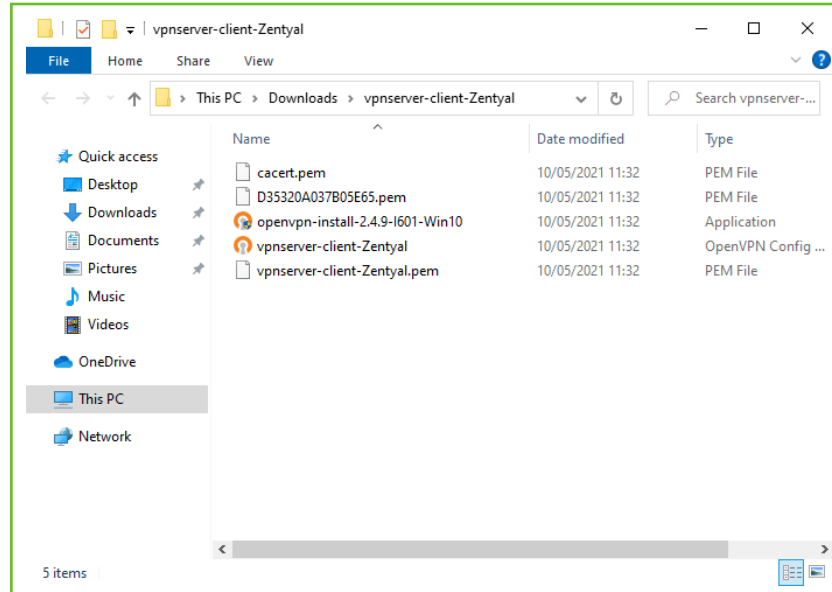 vpnserver-client-Zentyal
File Home Share View
This PC > Downloads > vpnserver-client-Zentyal Search vpnserver-...
Name Date modified Type
Quick access
Desktop
Downloads
Documents
Pictures
Music
Videos
OneDrive
This PC
Network
cacert.pem 10/05/2021 11:32 PEM File
D35320A037B05E65.pem 10/05/2021 11:32 PEM File
openvpn-install-2.4.9-I601-Win10 10/05/2021 11:32 Application
vpnserver-client-Zentyal 10/05/2021 11:32 OpenVPN Config ...
vpnserver-client-Zentyal.pem 10/05/2021 11:32 PEM File
5 items